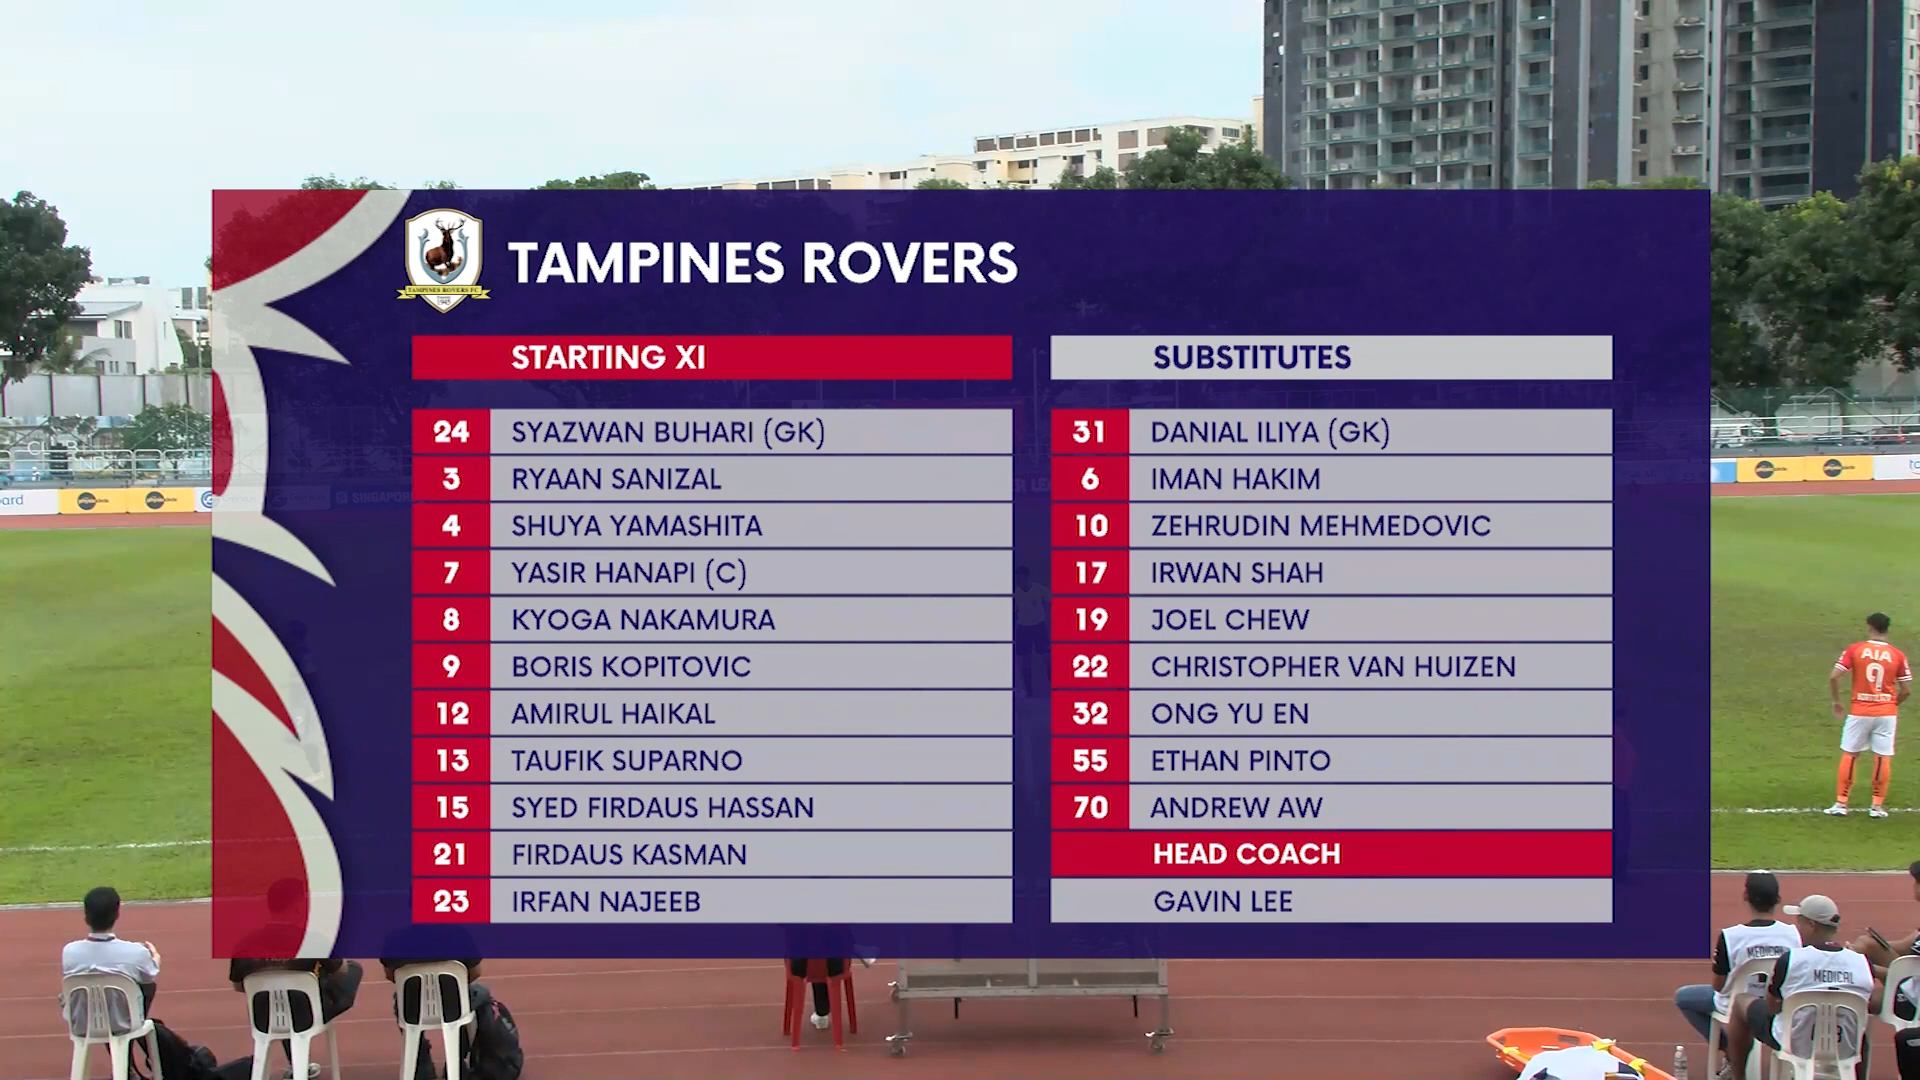 TAMPINES ROVERS FC
1945
TAMPINES ROVERS
STARTING XI
24 SYAZWAN BUHARI (GK)
3 RYAAN SANIZAL
4 SHUYA YAMASHITA
7 YASIR HANAPI (C)
8 KYOGA NAKAMURA
9 BORIS KOPITOVIC
12 AMIRUL HAIKAL
13 TAUFIK SUPARNO
15 SYED FIRDAUS HASSAN
21 FIRDAUS KASMAN
23 IRFAN NAJEEB
SUBSTITUTES
31 DANIAL ILIYA (GK)
6 IMAN HAKIM
10 ZEHRUDIN MEHMEDOVIC
17 IRWAN SHAH
19 JOEL CHEW
22 CHRISTOPHER VAN HUIZEN
32 ONG YU EN
55 ETHAN PINTO
70 ANDREW AW
HEAD COACH
GAVIN LEE
AIA
9
MEDICAL
MEDICAL